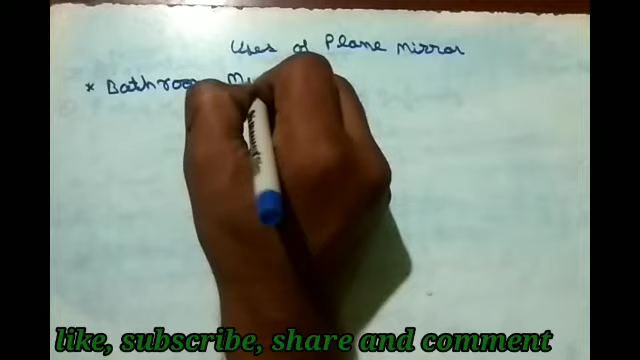 Uses of Plane Mirror
* Bathroom
like, subscribe, share and comment